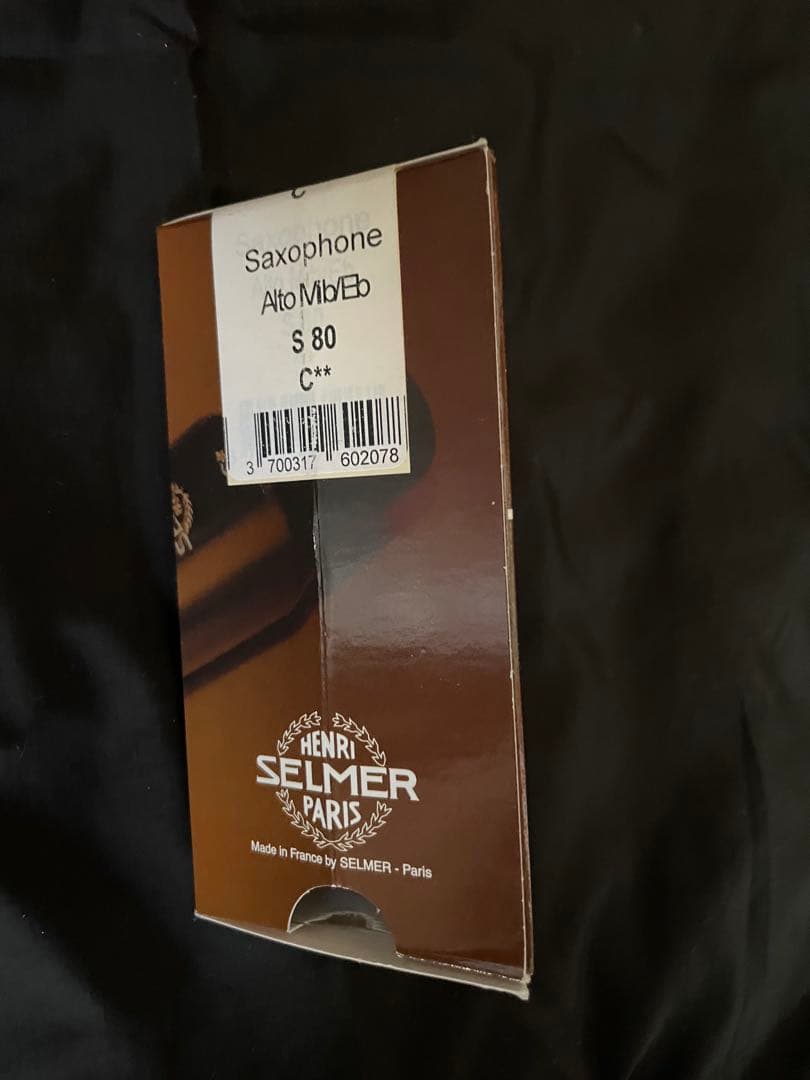 Saxophone
Alto Mib/Eb
S 80
C**
3 700317 602078
HENRI
SELMER
PARIS
Made in France by SELMER - Paris